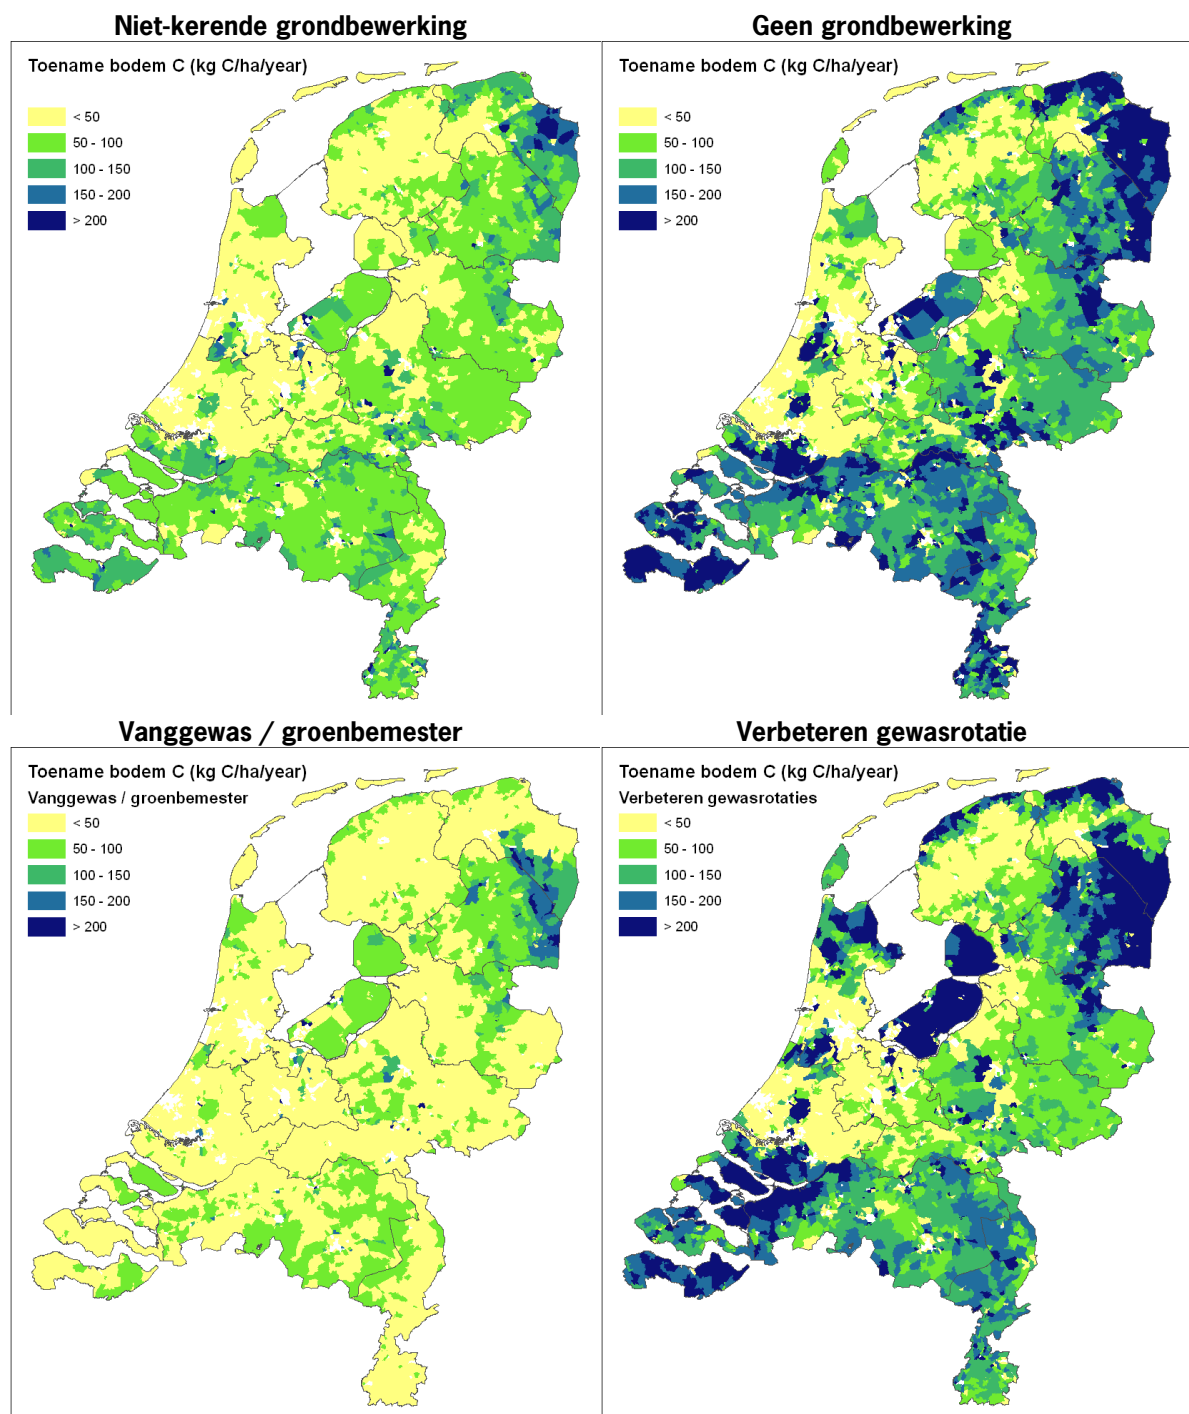 Niet-kerende grondbewerking
Toename bodem C (kg C/ha/year)
< 50
50 - 100
100 - 150
150 - 200
> 200
Geen grondbewerking
Toename bodem C (kg C/ha/year)
< 50
50 - 100
100 - 150
150 - 200
> 200
Vanggewas / groenbemester
Toename bodem C (kg C/ha/year)
Vanggewas / groenbemester
< 50
50 - 100
100 - 150
150 - 200
> 200
Verbeteren gewasrotatie
Toename bodem C (kg C/ha/year)
Verbeteren gewasrotaties
< 50
50 - 100
100 - 150
150 - 200
> 200